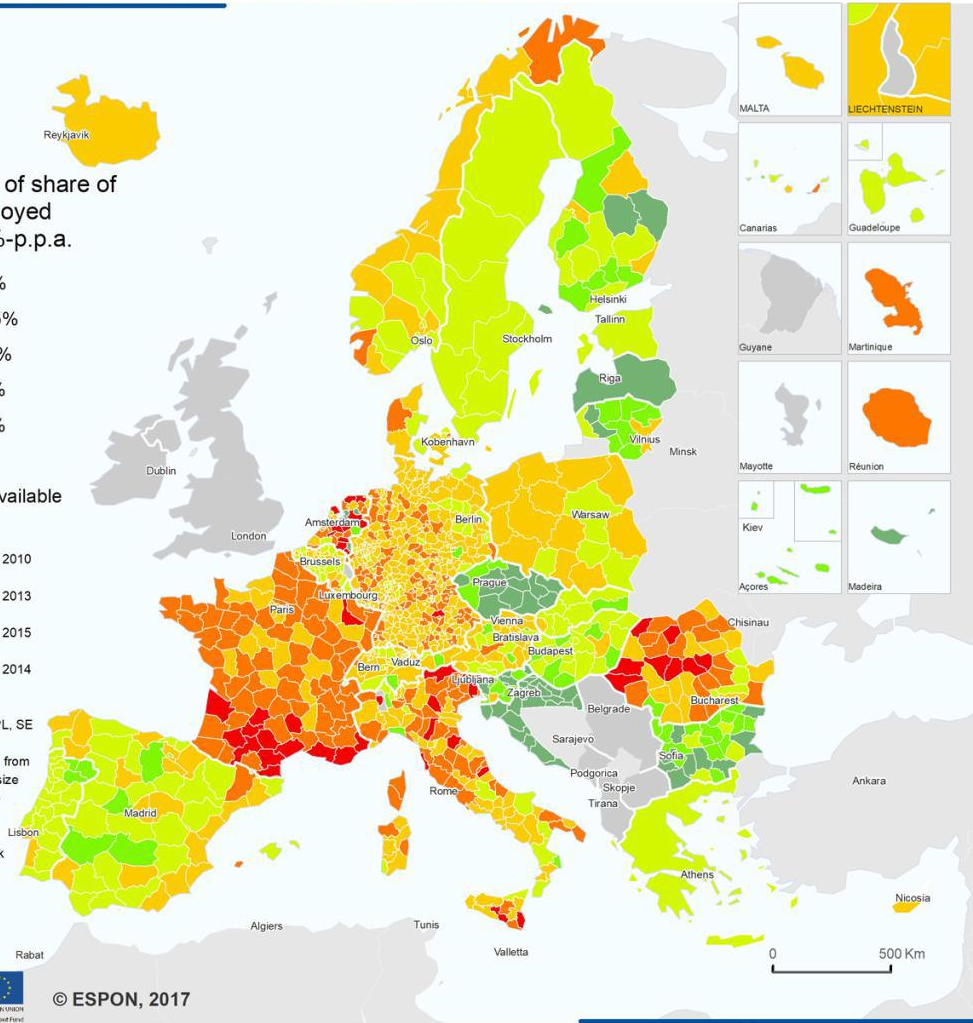 Reykjavik
of share of
oyed
%-p.p.a.
%
%
%
%
%
vailable
2010
2013
2015
2014
PL, SE
from
size
k
MALTA
LIECHTENSTEIN
Canarias
Guadeloupe
Guyane
Martinique
Mayotte
Réunion
Kiev
Açores
Madeira
Helsinki
Tallinn
Oslo
Stockholm
Riga
Kobenhavn
Vilnius
Minsk
Dublin
London
Amsterdam
Berlin
Warsaw
Brussels
Prague
Luxembourg
Paris
Vienna
Bratislava
Chisinau
Budapest
Bern
Vaduz
Ljubljana
Zagreb
Bucharest
Belgrade
Sarajevo
Sofia
Podgorica
Skopje
Tirana
Rome
Ankara
Madrid
Lisbon
Athens
Nicosia
Algiers
Tunis
Valletta
Rabat
0 500 Km
© ESPON, 2017
N UNION